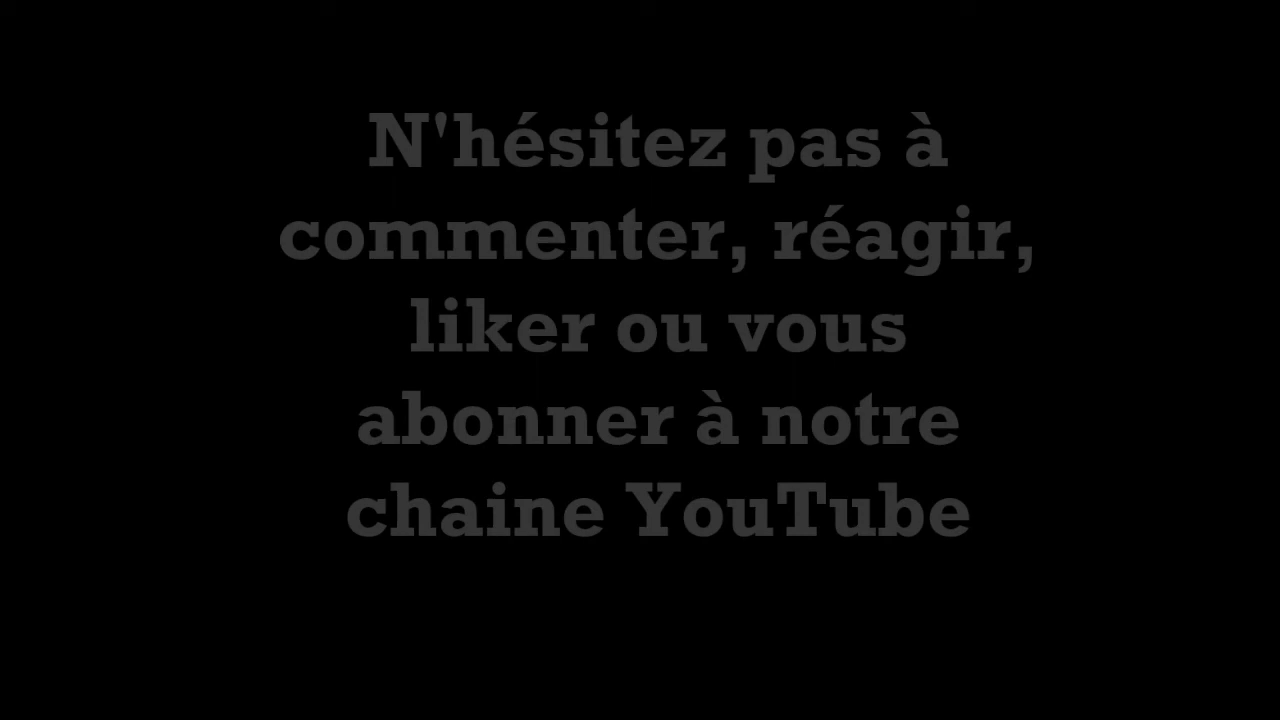 N'hésitez pas à
commenter, réagir,
liker ou vous
abonner à notre
chaine YouTube